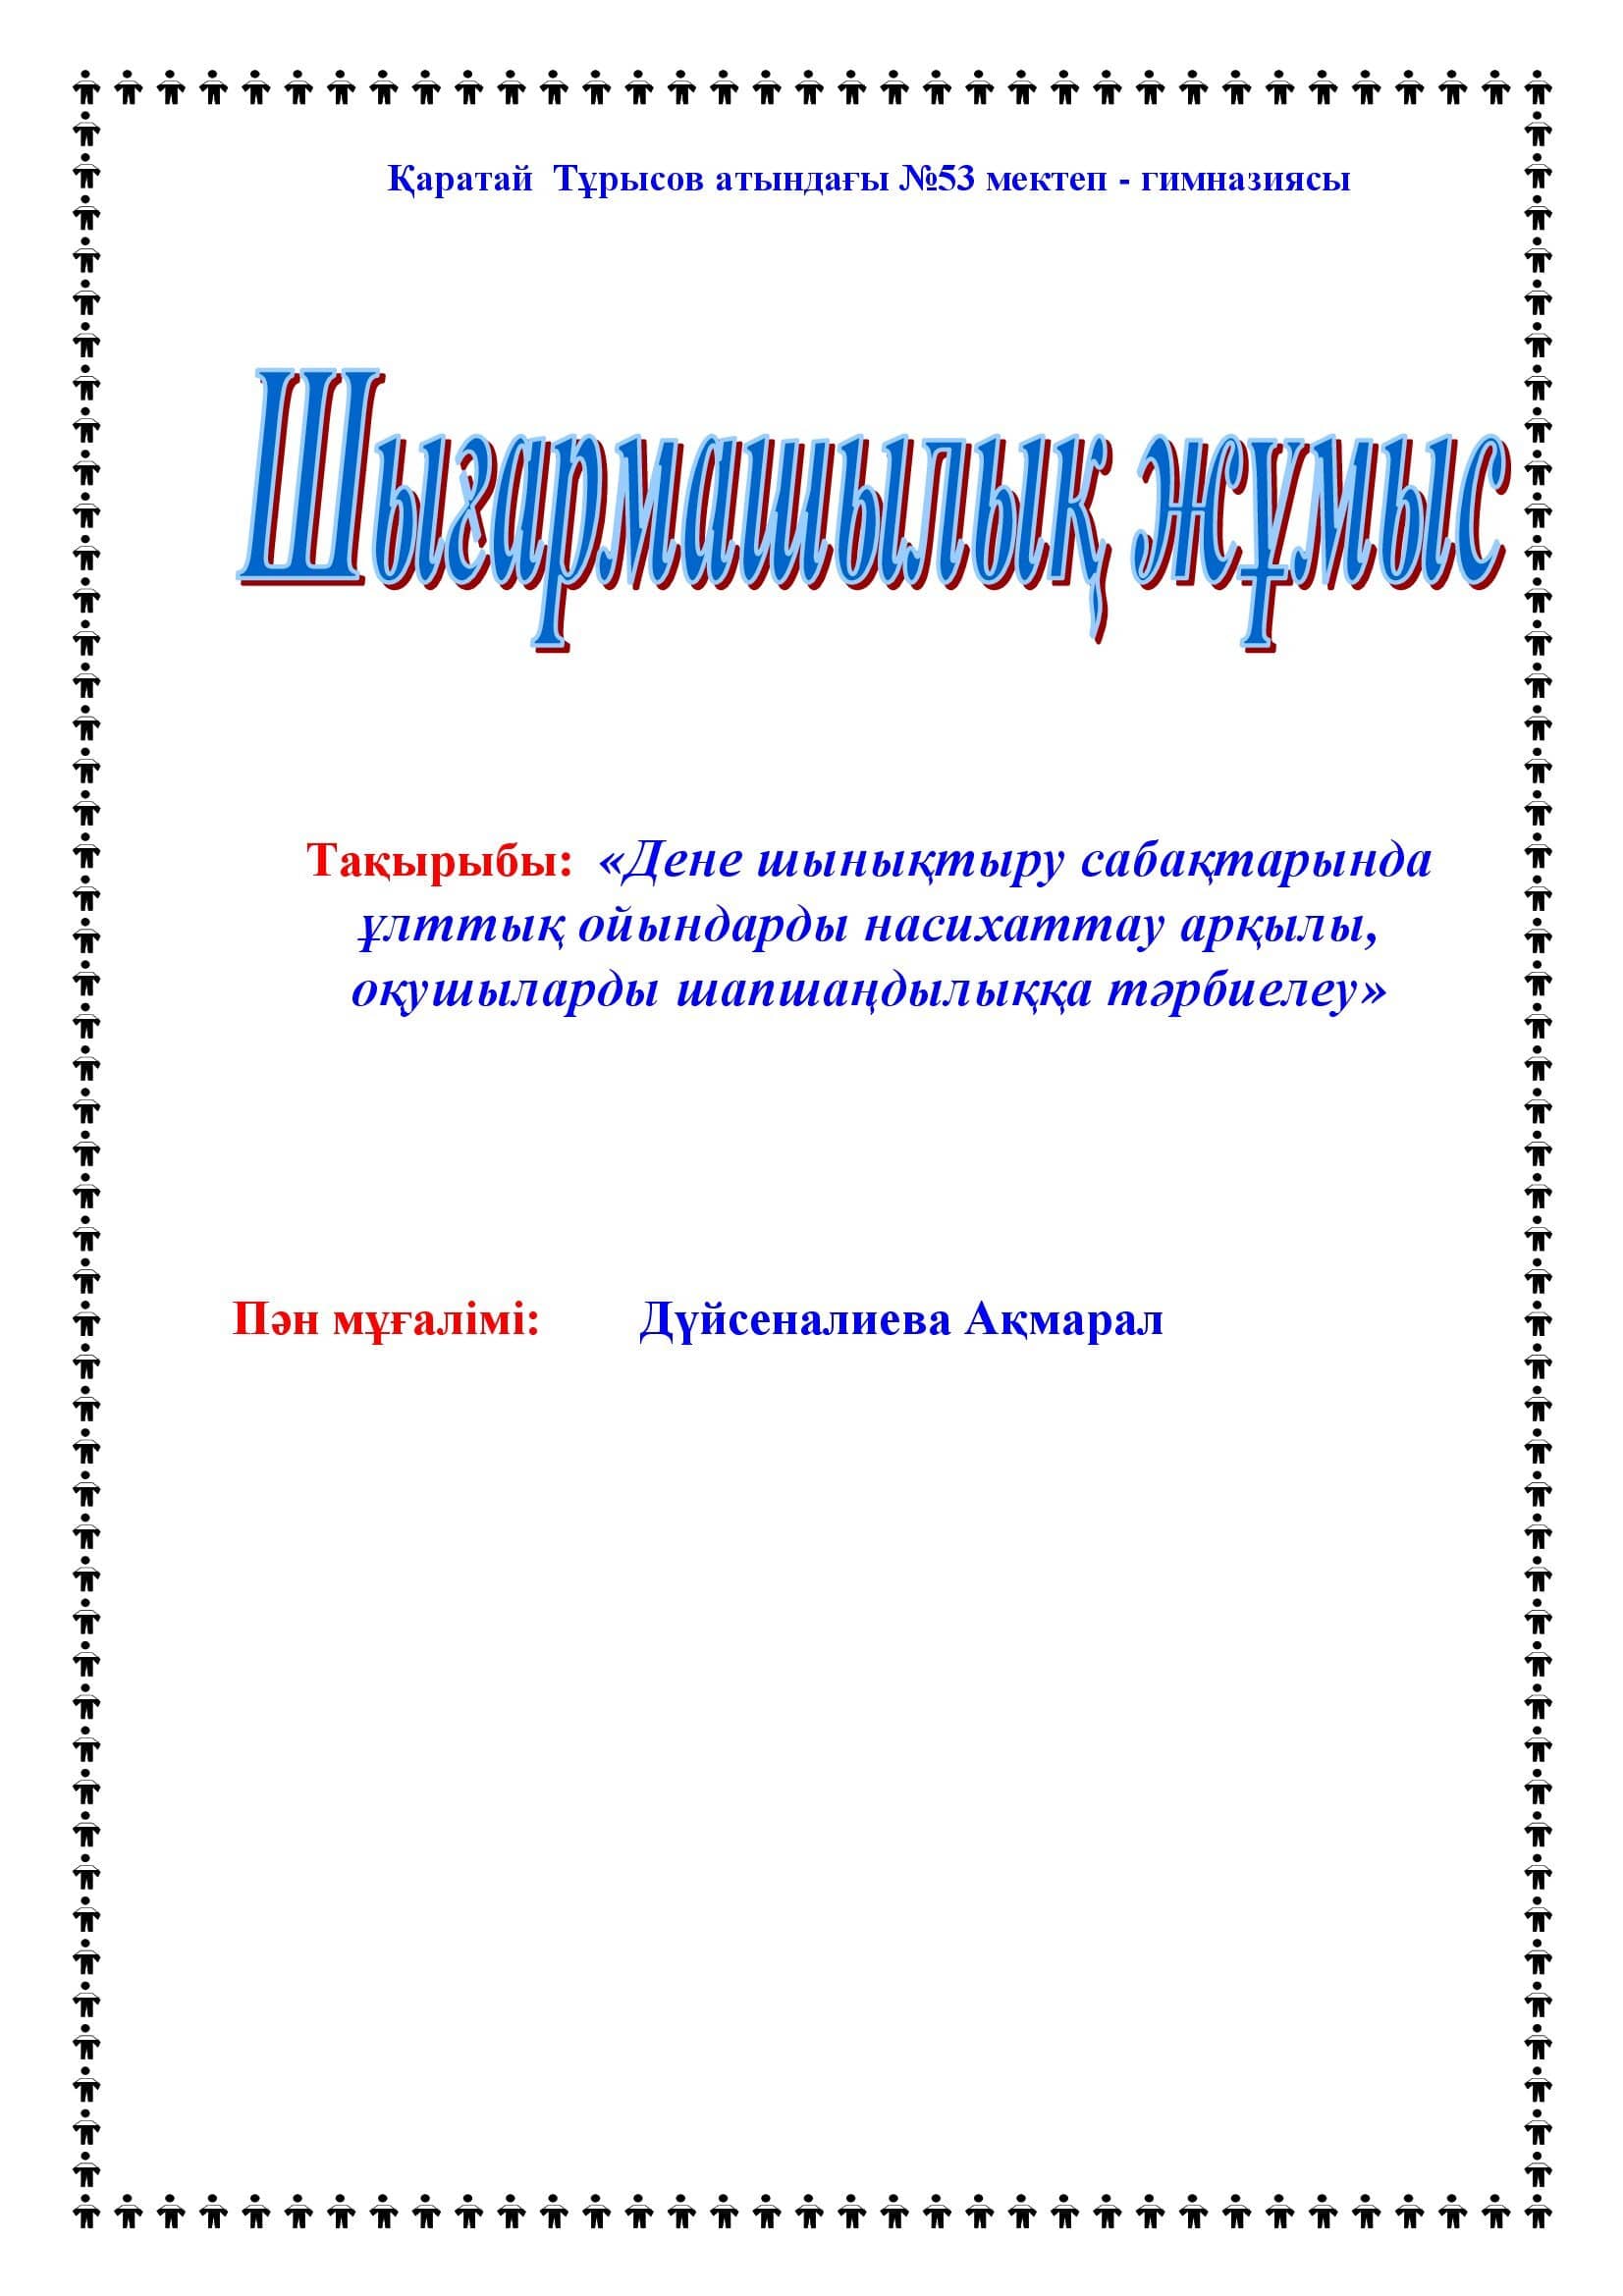 Қаратай  Тұрысов атындағы №53 мектеп - гимназиясы
Шығармашылық жұмыс
Тақырыбы:  «Дене шынықтыру сабақтарында
ұлттық ойындарды насихаттау арқылы,
оқушыларды шапшаңдылыққа тәрбиелеу»
Пән мұғалімі:        Дүйсеналиева Ақмарал